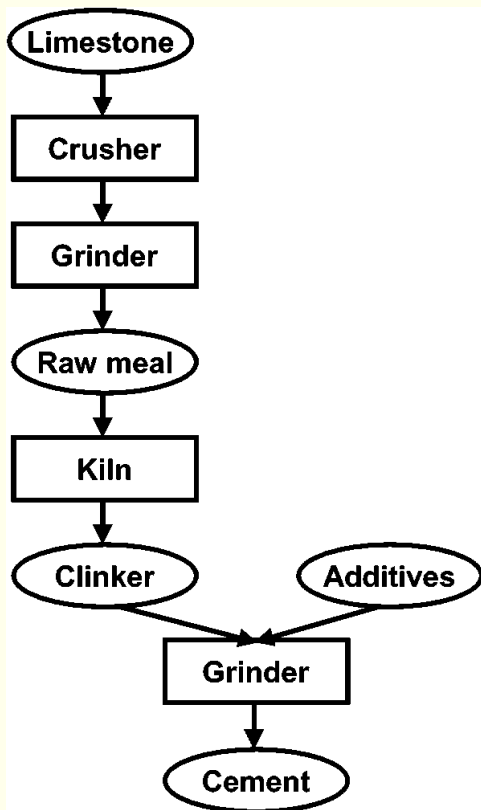 Limestone
Crusher
Grinder
Raw meal
Kiln
Clinker
Additives
Grinder
Cement